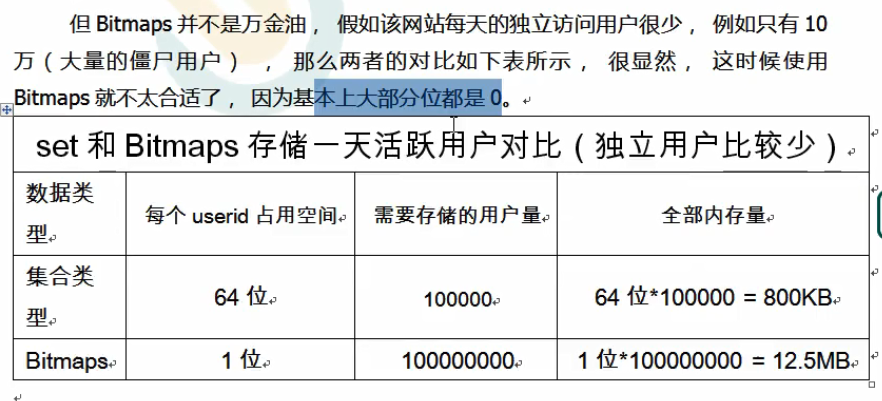 但 Bitmaps 并不是万金油， 假如该网站每天的独立访问用户很少， 例如只有 10
万（大量的僵尸用户）， 那么两者的对比如下表所示， 很显然， 这时候使用
Bitmaps 就不太合适了， 因为基本上大部分位都是 0。
set 和 Bitmaps 存储一天活跃用户对比（独立用户比较少）
数据类
型
每个 userid 占用空间
需要存储的用户量
全部内存量
集合类
型
64 位
100000
64 位*100000 = 800KB
Bitmaps
1 位
100000000
1 位*100000000 = 12.5MB